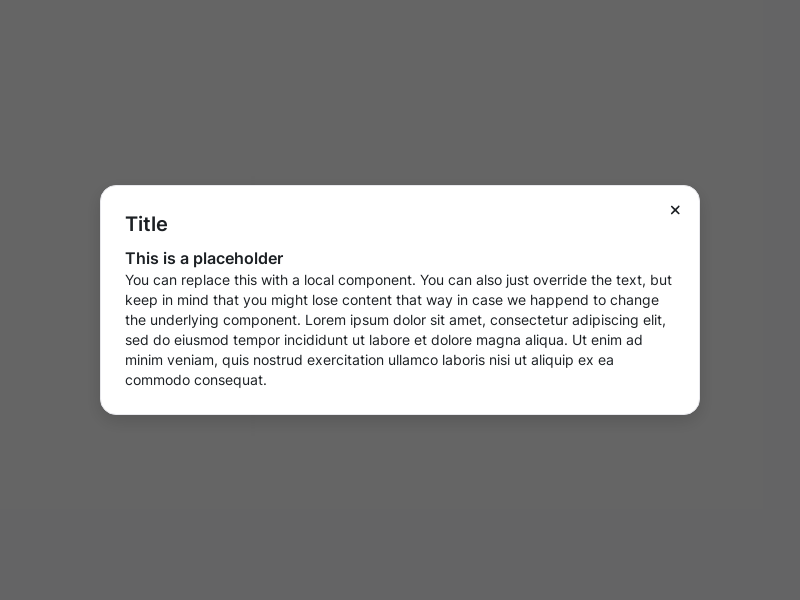 Title
This is a placeholder
You can replace this with a local component. You can also just override the text, but
keep in mind that you might lose content that way in case we happend to change
the underlying component. Lorem ipsum dolor sit amet, consectetur adipiscing elit,
sed do eiusmod tempor incididunt ut labore et dolore magna aliqua. Ut enim ad
minim veniam, quis nostrud exercitation ullamco laboris nisi ut aliquip ex ea
commodo consequat.